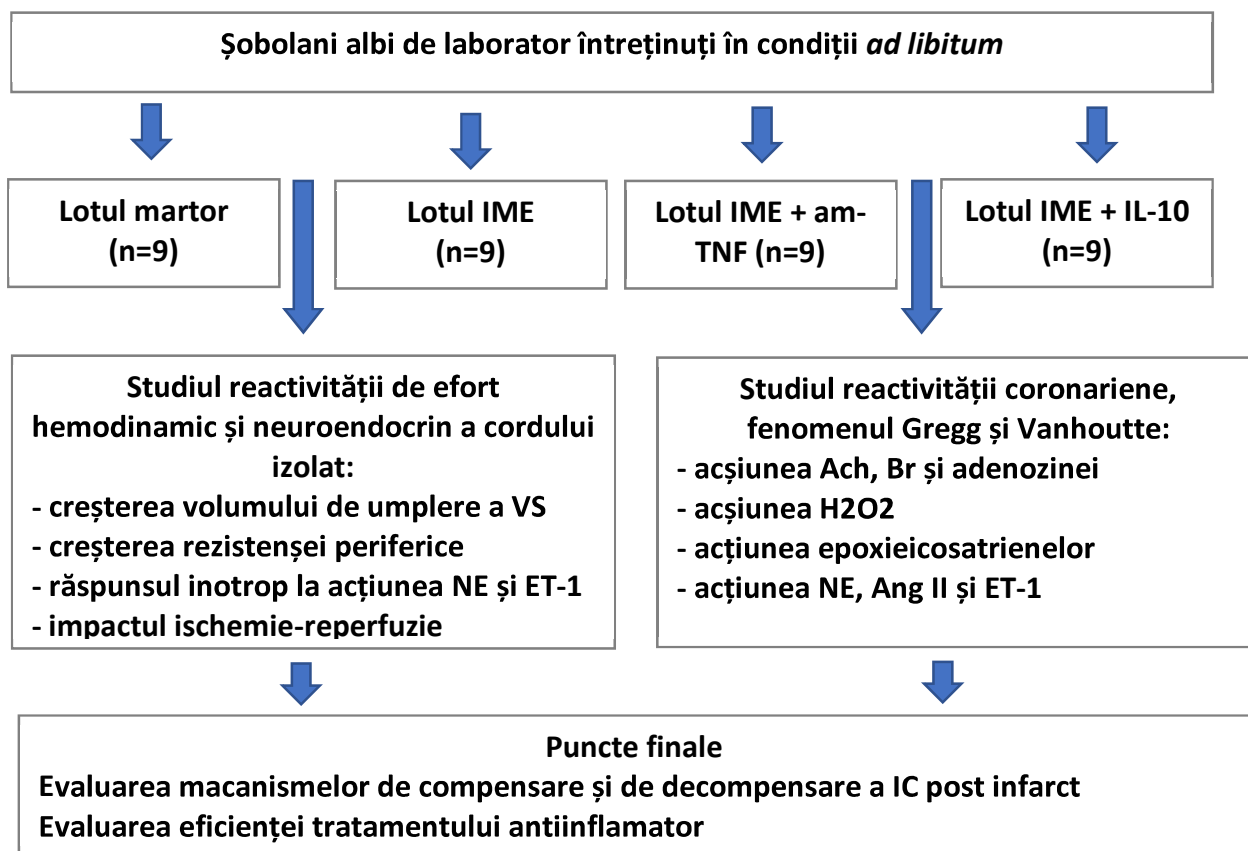 Șobolani albi de laborator întreținuți în condiții ad libitum
Lotul martor
(n=9)
Lotul IME
(n=9)
Lotul IME + am-
TNF (n=9)
Lotul IME + IL-10
(n=9)
Studiul reactivității de efort
hemodinamic și neuroendocrin a cordului
izolat:
- creșterea volumului de umplere a VS
- creșterea rezistenșei periferice
- răspunsul inotrop la acțiunea NE și ET-1
- impactul ischemie-reperfuzie
Studiul reactivității coronariene,
fenomenul Gregg și Vanhoutte:
- acșiunea Ach, Br și adenozinei
- acșiunea H2O2
- acțiunea epoxieicosatrienelor
- acțiunea NE, Ang II și ET-1
Puncte finale
Evaluarea macanismelor de compensare și de decompensare a IC post infarct
Evaluarea eficienței tratamentului antiinflamator